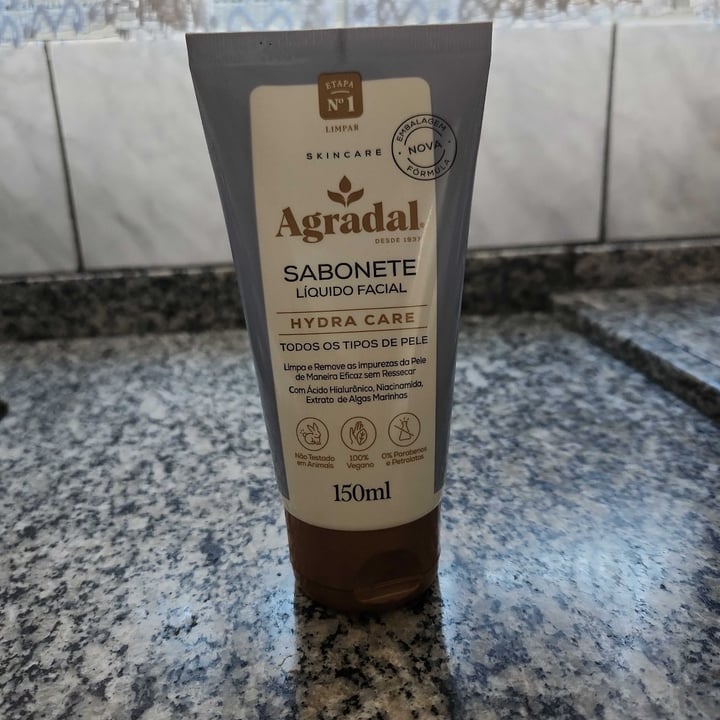 ETAPA
Nº1
LIMPAR
SKINCARE
EMBALAGEM
NOVA
FÓRMULA
Agradal
DESDE 1937
SABONETE
LÍQUIDO FACIAL
HYDRA CARE
TODOS OS TIPOS DE PELE
Limpa e Remove as impurezas da Pele
de Maneira Eficaz sem Ressecar
Com Ácido Hialurônico, Niacinamida,
Extrato de Algas Marinhas
Não Testado
em Animais
100%
Vegano
0% Parabenos
e Petrolatos
150ml